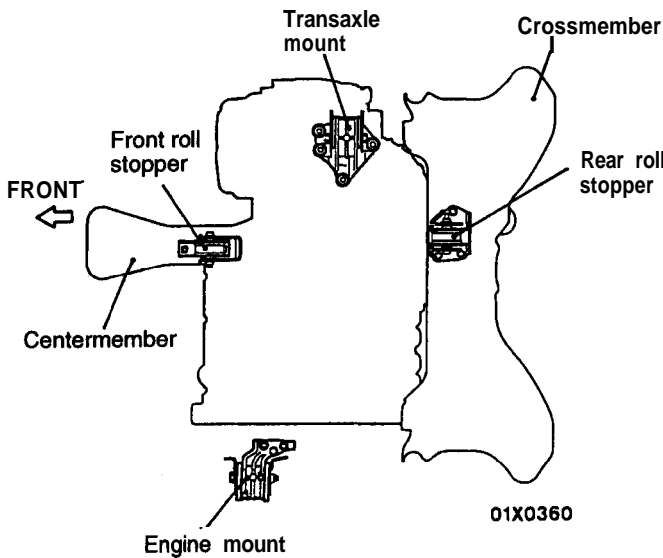 Transaxle
mount
Crossmember
Front roll
stopper
Rear roll
stopper
FRONT
Centermember
01X0360
Engine mount